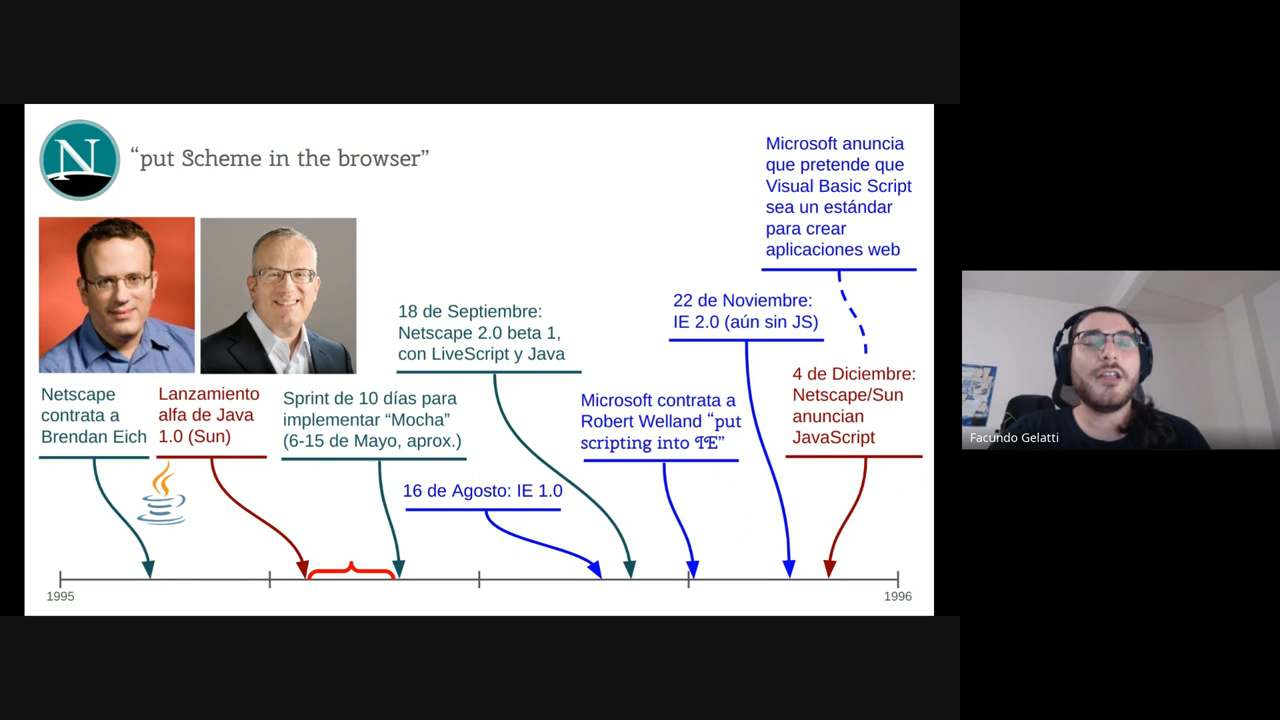 N
“put Scheme in the browser”
Microsoft anuncia
que pretende que
Visual Basic Script
sea un estándar
para crear
aplicaciones web
22 de Noviembre:
IE 2.0 (aún sin JS)
18 de Septiembre:
Netscape 2.0 beta 1,
con LiveScript y Java
4 de Diciembre:
Netscape/Sun
anuncian
JavaScript
Netscape
contrata a
Brendan Eich
Lanzamiento
alfa de Java
1.0 (Sun)
Sprint de 10 días para
implementar “Mocha”
(6-15 de Mayo, aprox.)
Microsoft contrata a
Robert Welland “put
scripting into IE”
16 de Agosto: IE 1.0
1995
1996
Facundo Gelatti